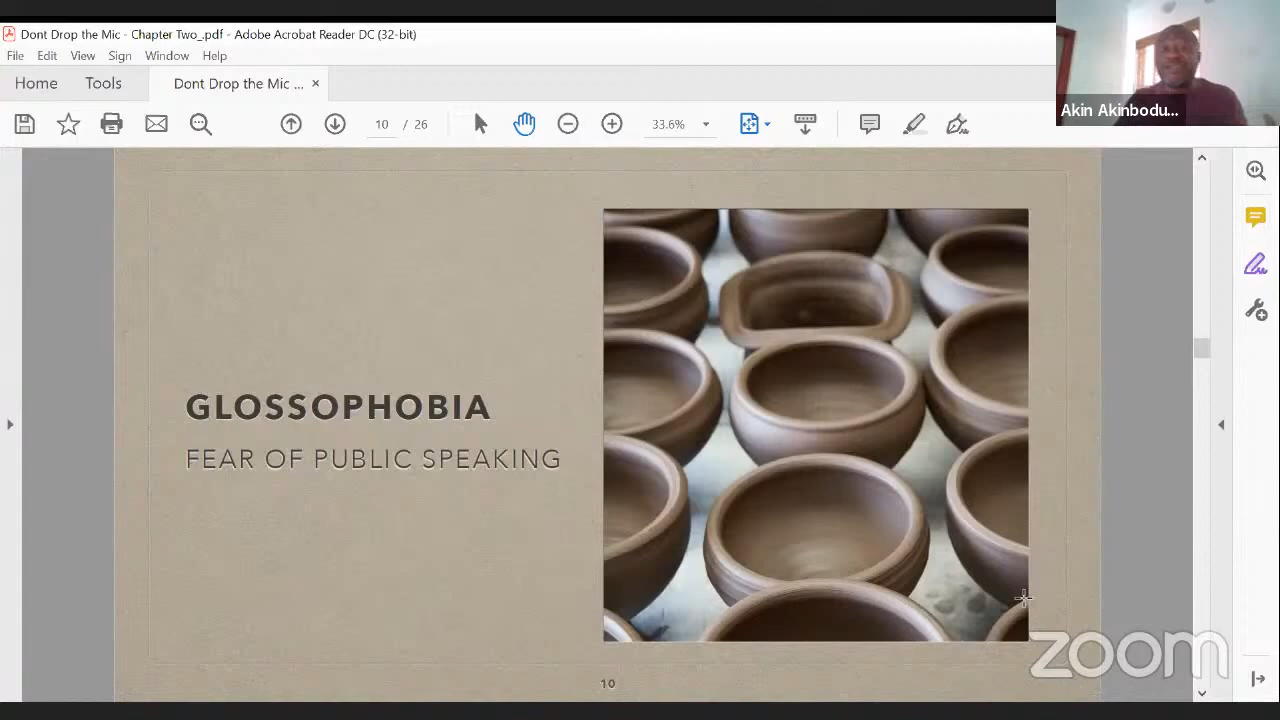 Dont Drop the Mic - Chapter Two_.pdf - Adobe Acrobat Reader DC (32-bit)
File Edit View Sign Window Help
Home Tools Dont Drop the Mic ... ×
10 / 26 33.6%
Akin Akinbodu...
GLOSSOPHOBIA
FEAR OF PUBLIC SPEAKING
10
zoom